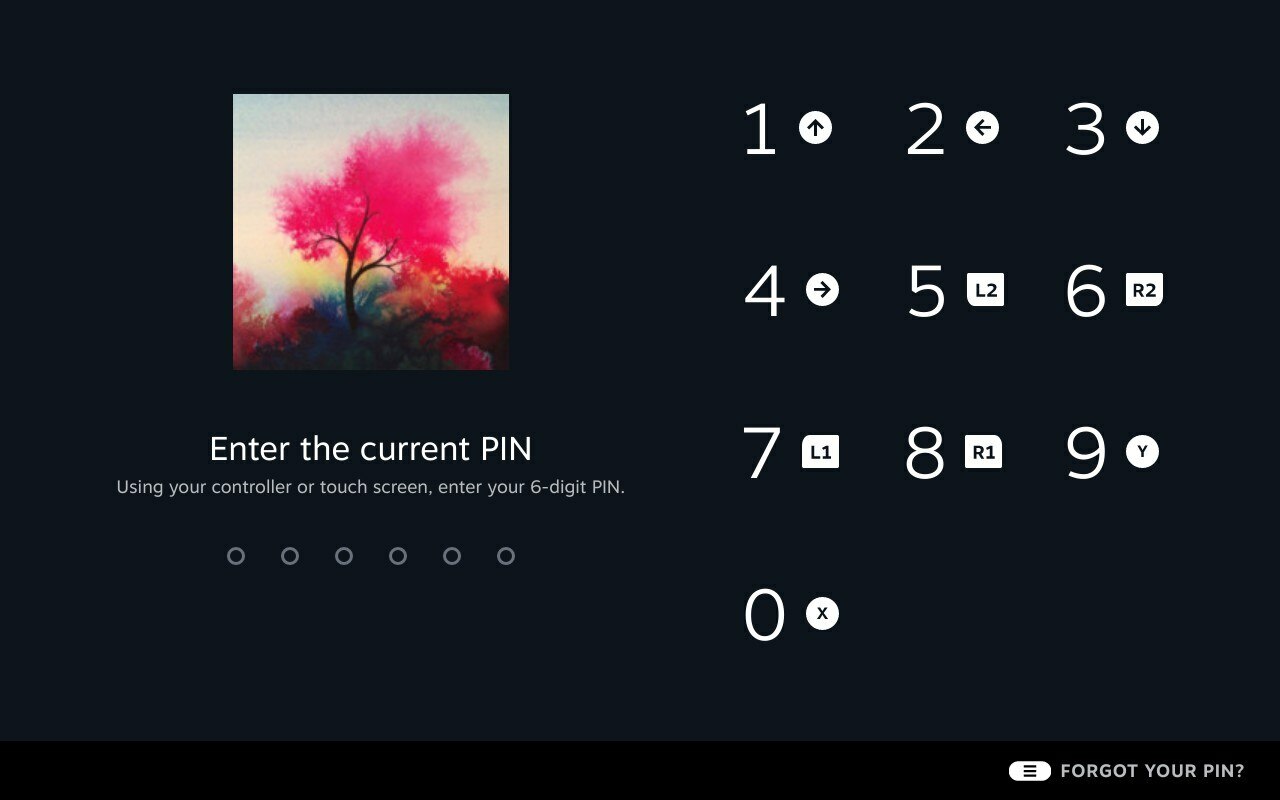 Enter the current PIN
Using your controller or touch screen, enter your 6-digit PIN.
1 ↑ 2 ← 3 ↓
4 → 5 L2 6 R2
7 L1 8 R1 9 Y
0 X
FORGOT YOUR PIN?